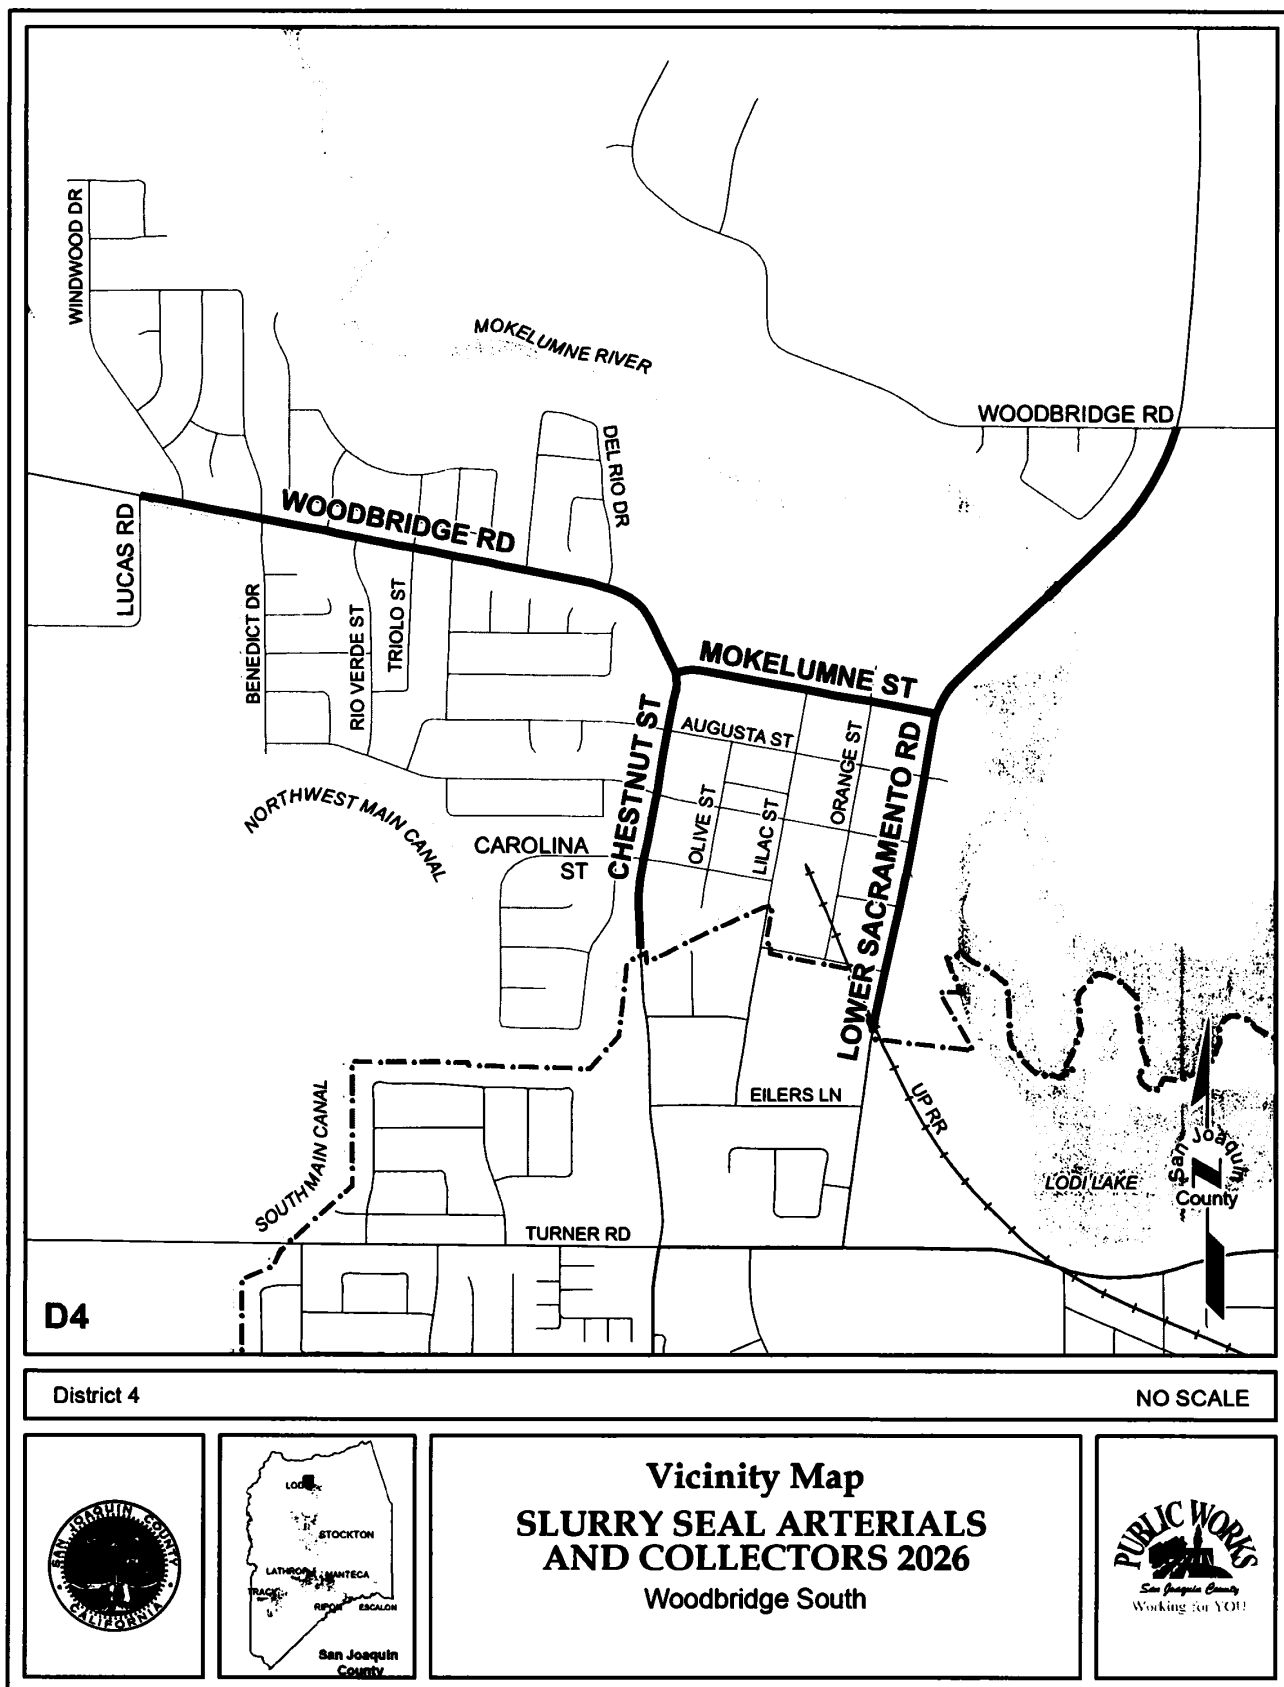 WINDWOOD DR
MOKELUMNE RIVER
WOODBRIDGE RD
DEL RIO DR
WOODBRIDGE RD
LUCAS RD
BENEDICT DR
RIO VERDE ST
TRIOLO ST
MOKELUMNE ST
CHESTNUT ST
AUGUSTA ST
ORANGE ST
LOWER SACRAMENTO RD
OLIVE ST
LILAC ST
NORTHWEST MAIN CANAL
CAROLINA
ST
EILERS LN
UP RR
SOUTH MAIN CANAL
LODI LAKE
San Joaquin
County
N
TURNER RD
D4
District 4
NO SCALE
SAN JOAQUIN COUNTY
CALIFORNIA
STOCKTON
LATHROP
MANTECA
RIPON
ESCALON
San Joaquin
County
Vicinity Map
SLURRY SEAL ARTERIALS
AND COLLECTORS 2026
Woodbridge South
PUBLIC WORKS
San Joaquin County
Working for YOU